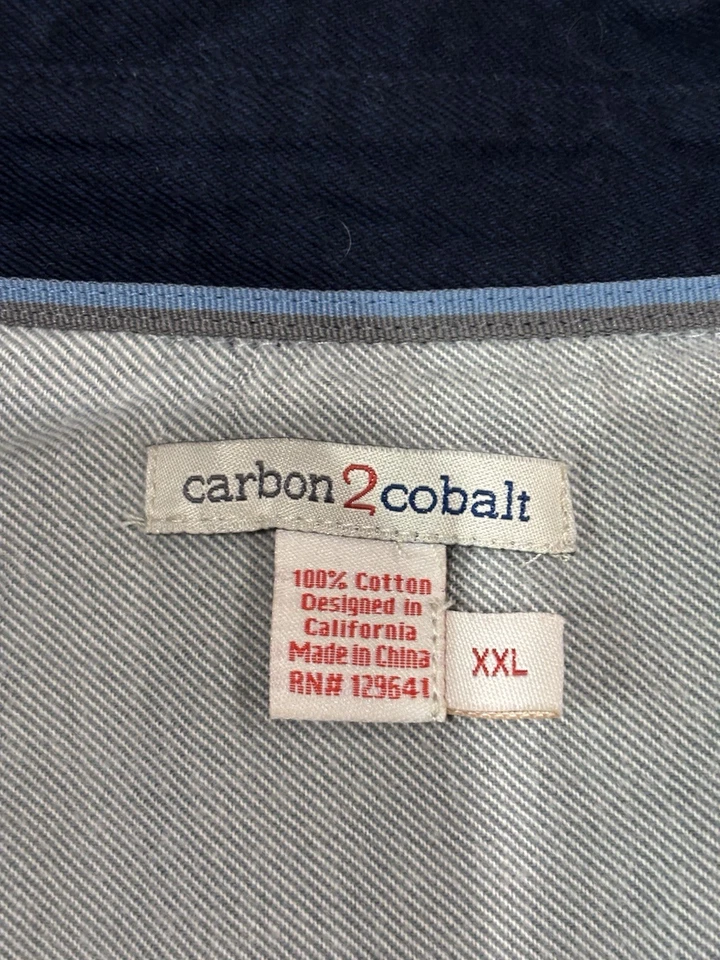 carbon2cobalt
100% Cotton
Designed in
California
Made in China
RN# 129641
XXL